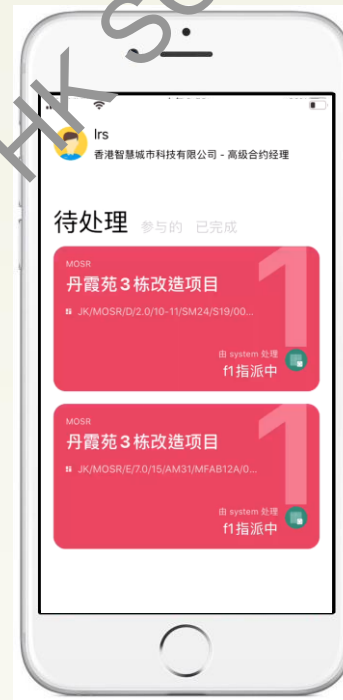 HK SC
Irs
香港智慧城市科技有限公司 - 高级合约经理
待处理 参与的 已完成
MOSR
丹霞苑3栋改造项目
JK/MOSR/D/2.0/10-11/SM24/S19/00...
1
由 system 处理
f1指派中
MOSR
丹霞苑3栋改造项目
JK/MOSR/E/7.0/15/AM31/MFAB12A/0...
1
由 system 处理
f1指派中